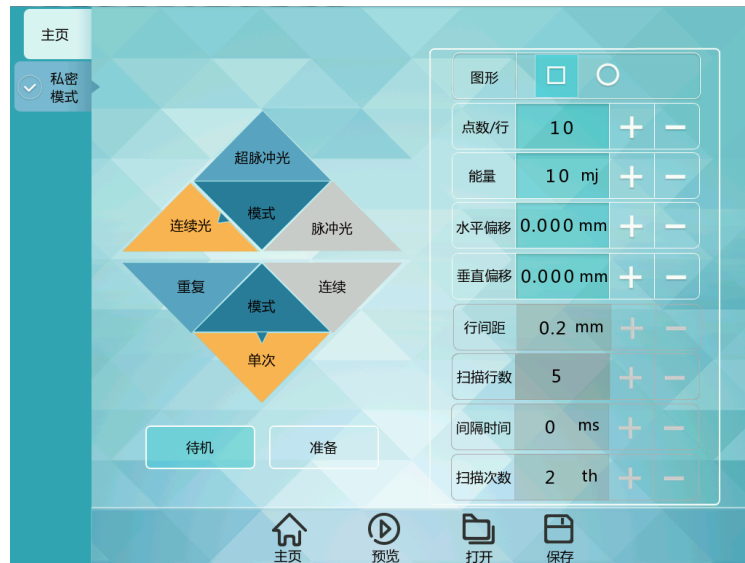 主页
私密
模式
超脉冲光
模式
连续光
脉冲光
重复
连续
模式
单次
待机
准备
图形
点数/行 10
能量 10 mj
水平偏移 0.000 mm
垂直偏移 0.000 mm
行间距 0.2 mm
扫描行数 5
间隔时间 0 ms
扫描次数 2 th
主页
预览
打开
保存